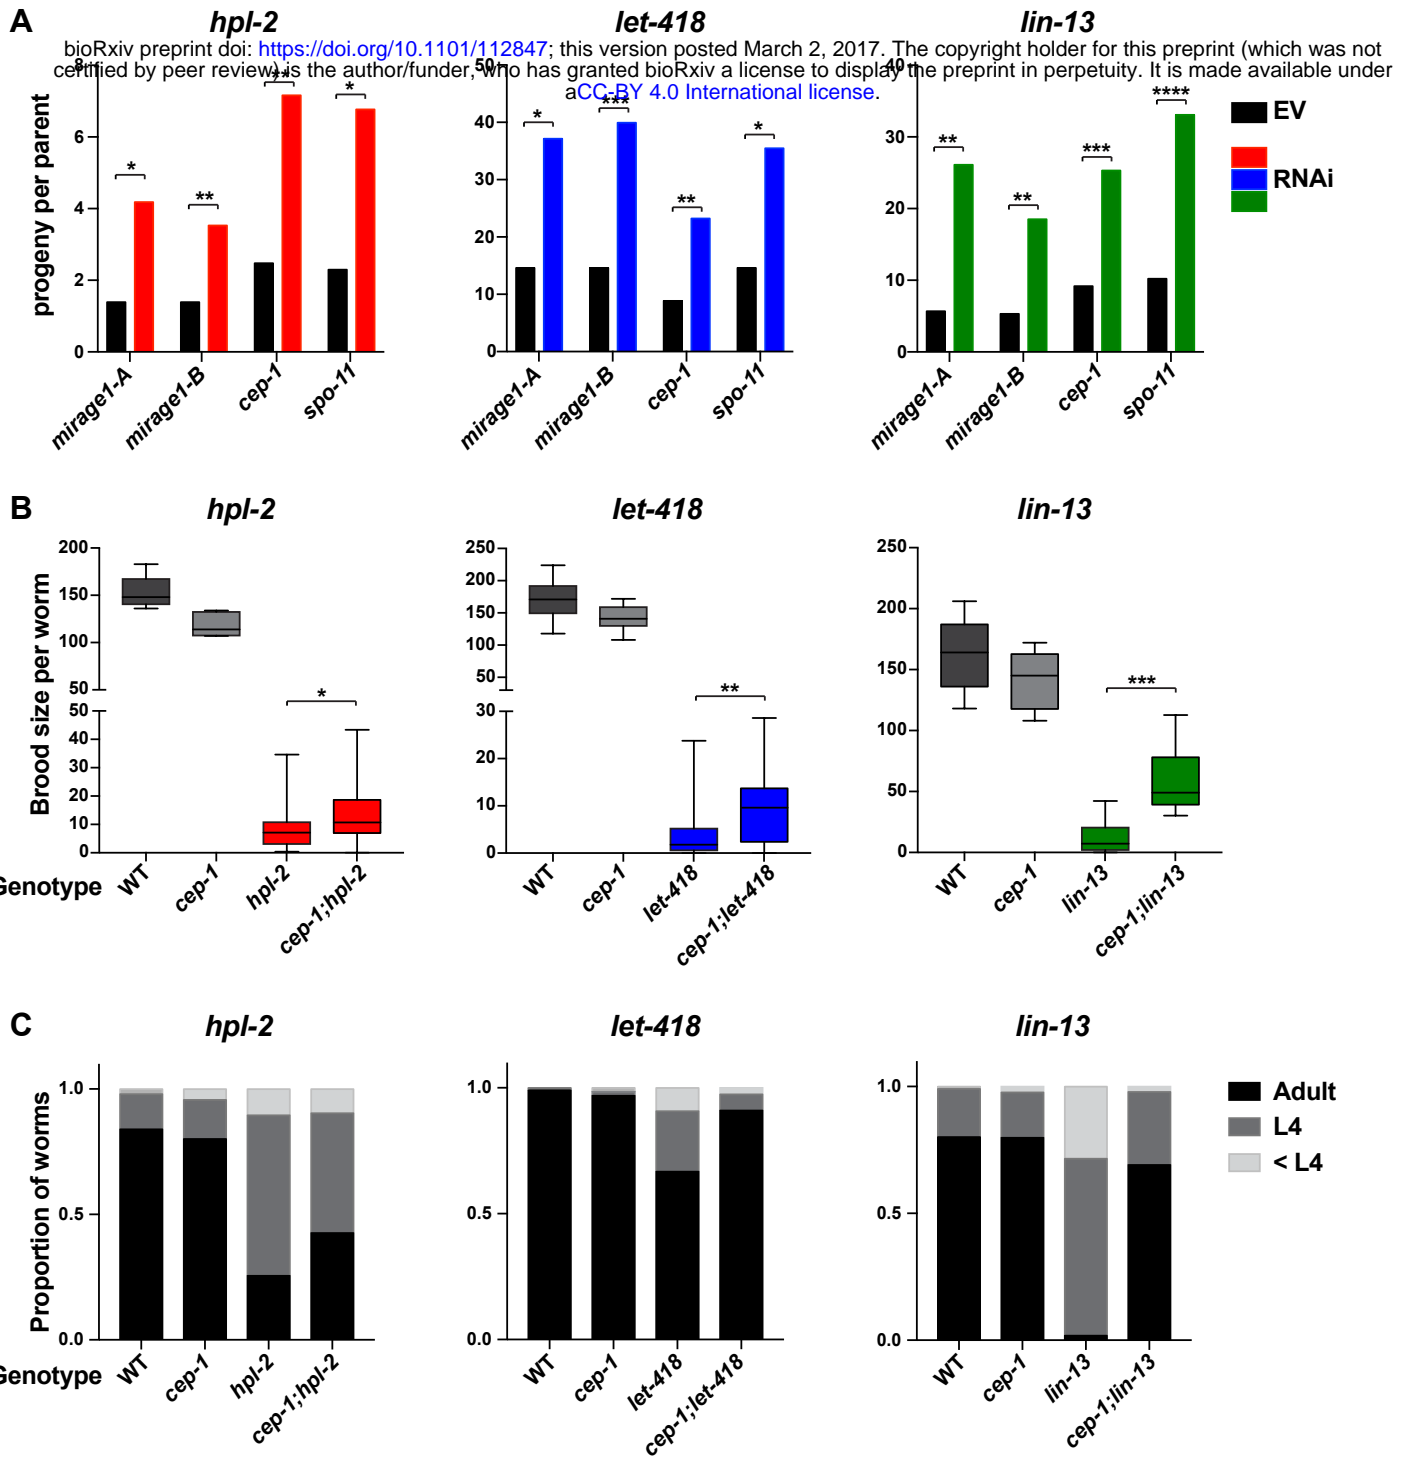 A
hpl-2
let-418
lin-13
bioRxiv preprint doi: https://doi.org/10.1101/112847; this version posted March 2, 2017. The copyright holder for this preprint (which was not
certified by peer review) is the author/funder, who has granted bioRxiv a license to display the preprint in perpetuity. It is made available under
aCC-BY 4.0 International license.
progeny per parent
8
6
4
2
0
* ** ** *
mirage1-A
mirage1-B
cep-1
spo-11
50
40
30
20
10
0
* *** ** *
mirage1-A
mirage1-B
cep-1
spo-11
40
30
20
10
0
** ** *** ****
mirage1-A
mirage1-B
cep-1
spo-11
EV
RNAi
B
hpl-2
let-418
lin-13
Brood size per worm
200
150
100
50
50
40
30
20
10
0
*
Genotype
WT
cep-1
hpl-2
cep-1;hpl-2
250
200
150
100
50
30
20
10
0
**
WT
cep-1
let-418
cep-1;let-418
250
200
150
100
50
0
***
WT
cep-1
lin-13
cep-1;lin-13
C
hpl-2
let-418
lin-13
Proportion of worms
1.0
0.5
0.0
Genotype
WT
cep-1
hpl-2
cep-1;hpl-2
1.0
0.5
0.0
WT
cep-1
let-418
cep-1;let-418
1.0
0.5
0.0
WT
cep-1
lin-13
cep-1;lin-13
Adult
L4
< L4